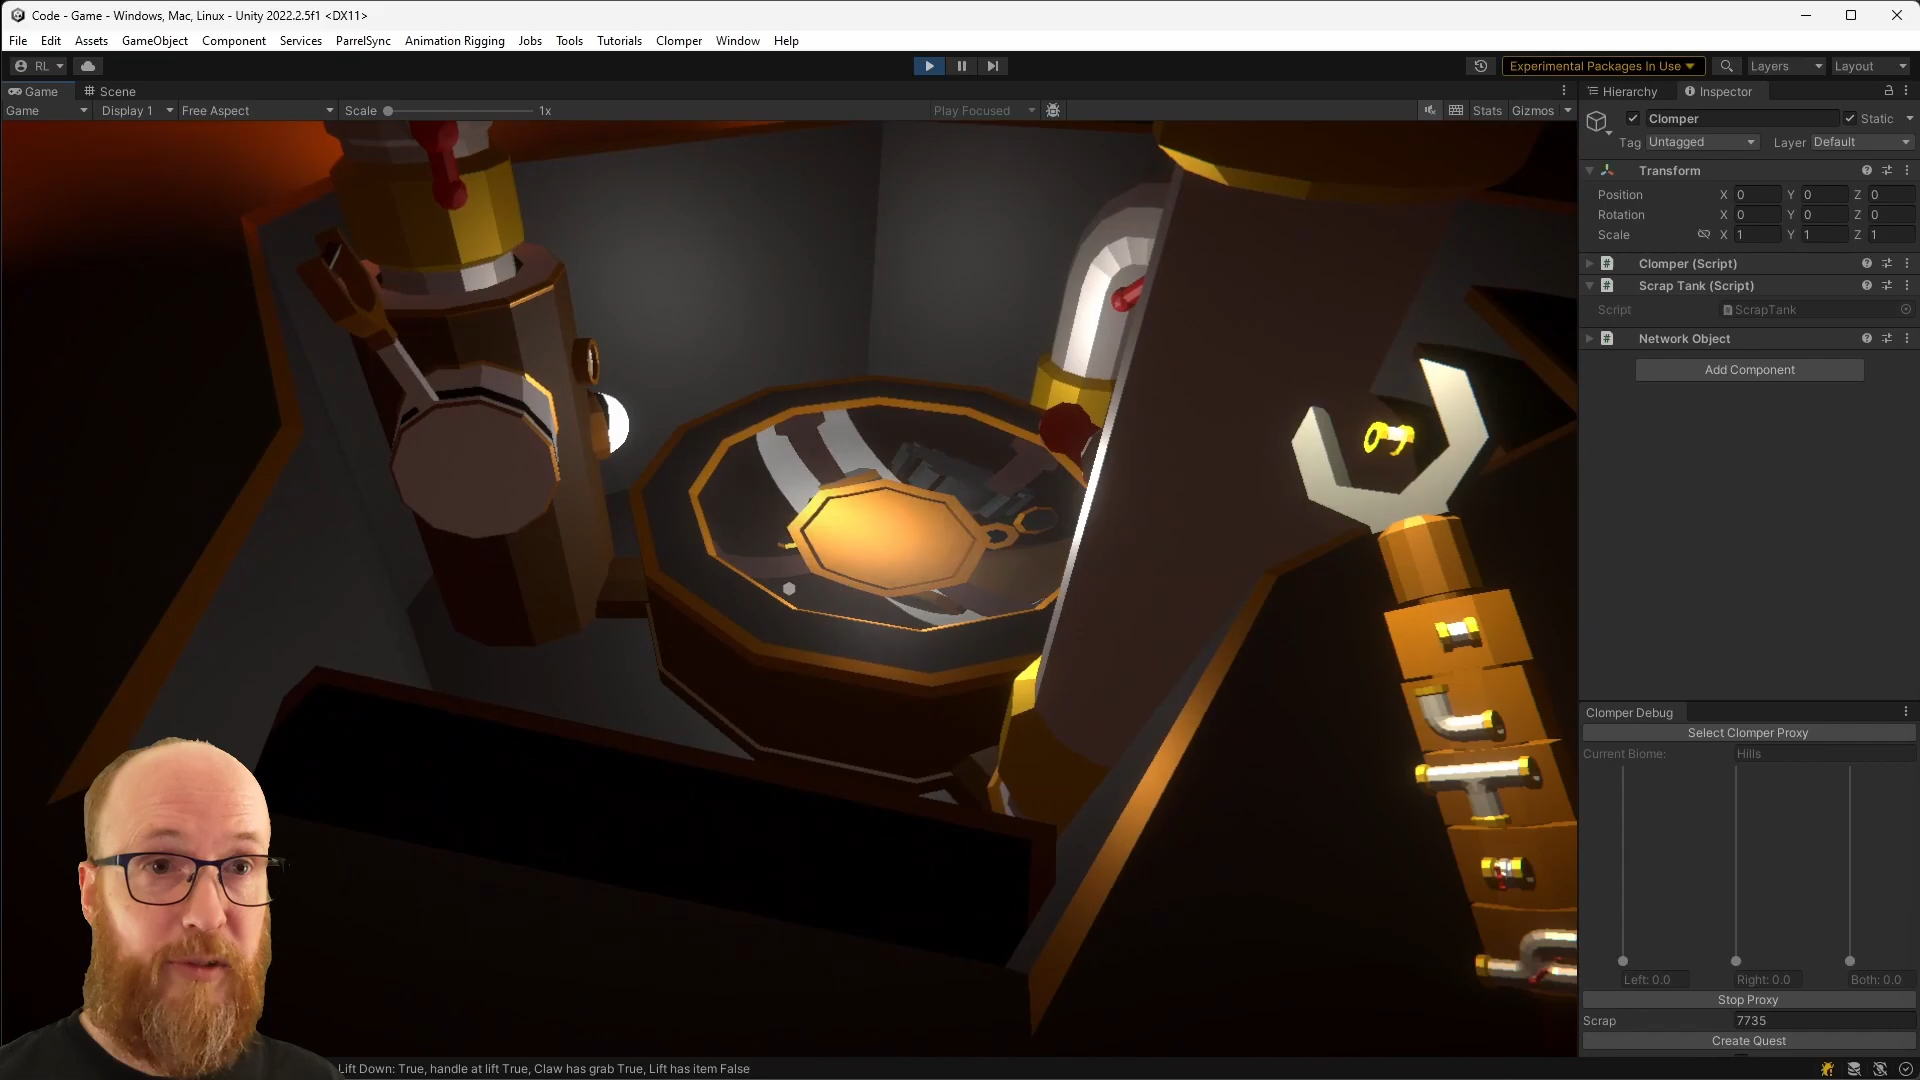 Code - Game - Windows, Mac, Linux - Unity 2022.2.5f1 <DX11>
File Edit Assets GameObject Component Services ParrelSync Animation Rigging Jobs Tools Tutorials Clomper Window Help
RL Experimental Packages In Use Layers Layout
Game Scene
Game Display 1 Free Aspect Scale 1x Play Focused Stats Gizmos
Hierarchy Inspector
Clomper Static
Tag Untagged Layer Default
Transform
Position X 0 Y 0 Z 0
Rotation X 0 Y 0 Z 0
Scale X 1 Y 1 Z 1
Clomper (Script)
Scrap Tank (Script)
Script ScrapTank
Network Object
Add Component
Clomper Debug
Select Clomper Proxy
Current Biome: Hills
Left: 0.0 Right: 0.0 Both: 0.0
Stop Proxy
Scrap 7735
Create Quest
Lift Down: True, handle at lift True, Claw has grab True, Lift has item False